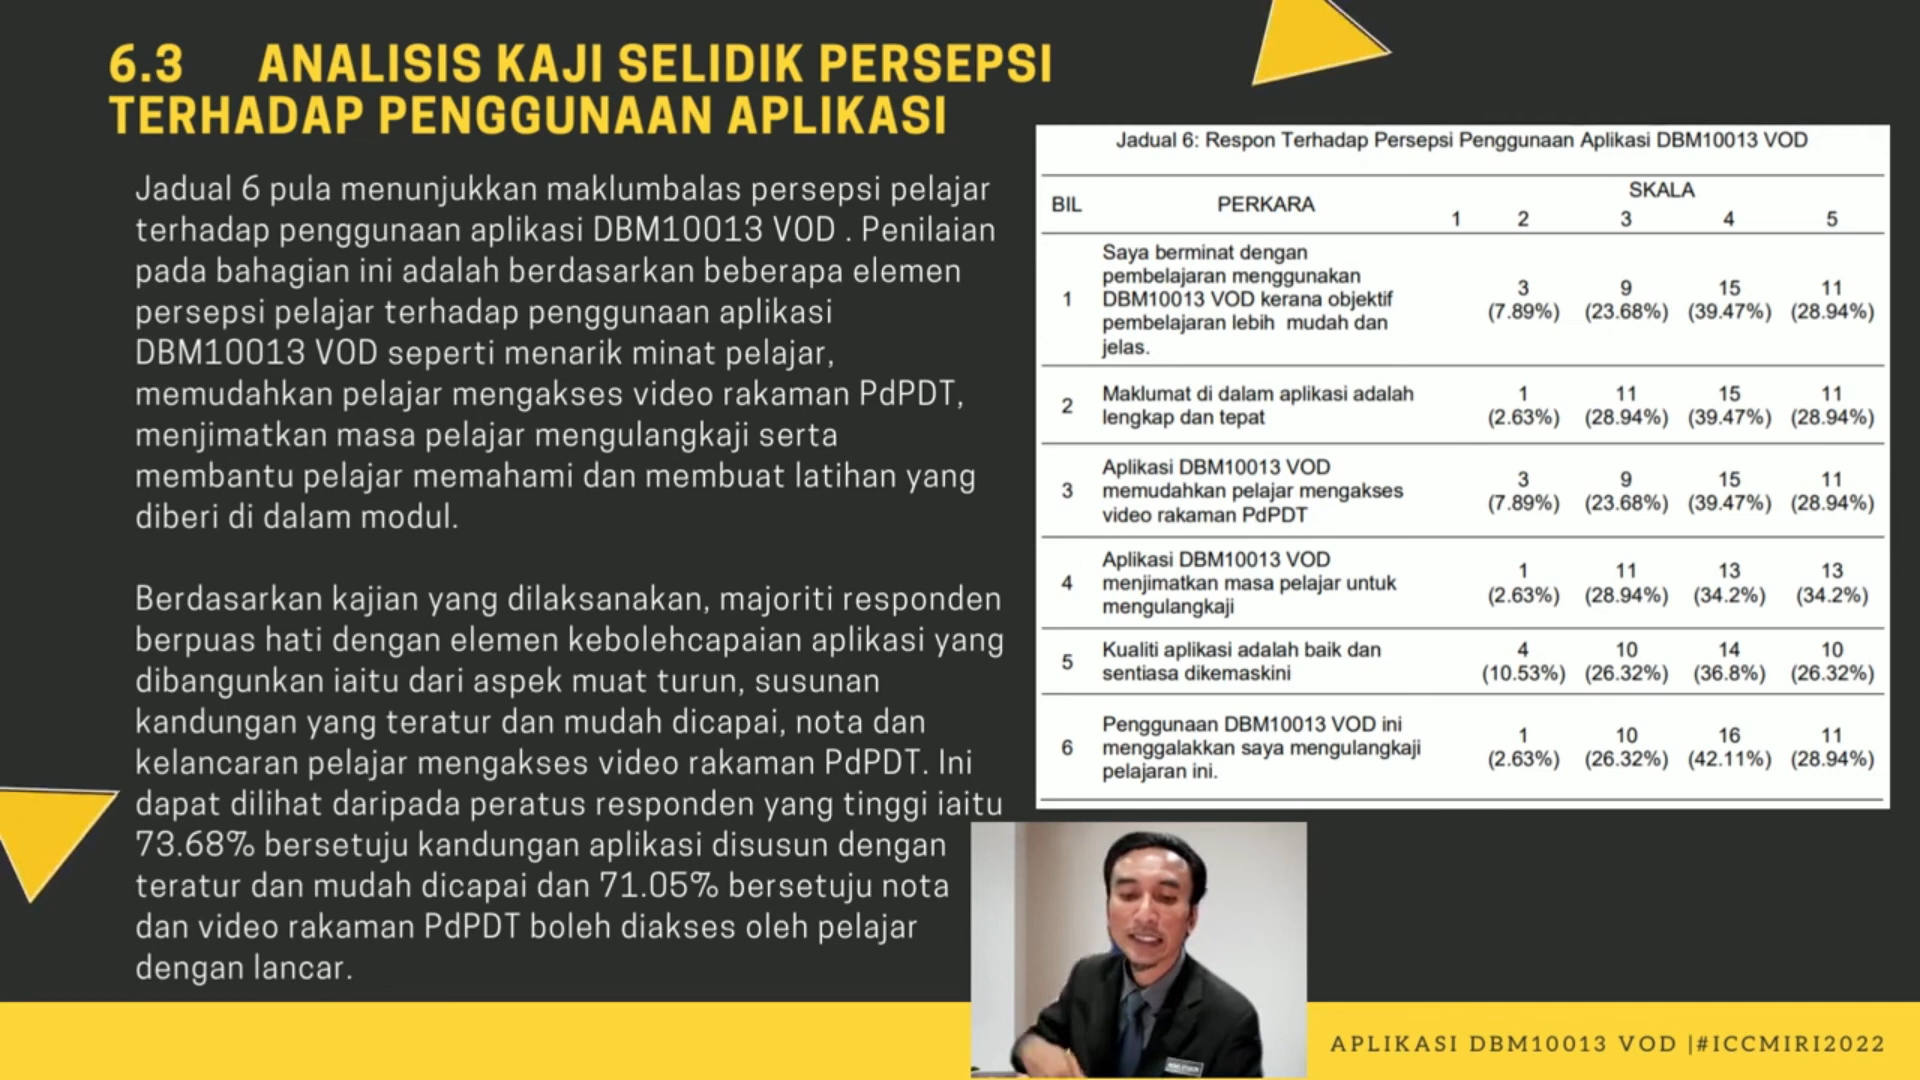 6.3 ANALISIS KAJI SELIDIK PERSEPSI
TERHADAP PENGGUNAAN APLIKASI
Jadual 6 pula menunjukkan maklumbalas persepsi pelajar
terhadap penggunaan aplikasi DBM10013 VOD . Penilaian
pada bahagian ini adalah berdasarkan beberapa elemen
persepsi pelajar terhadap penggunaan aplikasi
DBM10013 VOD seperti menarik minat pelajar,
memudahkan pelajar mengakses video rakaman PdPDT,
menjimatkan masa pelajar mengulangkaji serta
membantu pelajar memahami dan membuat latihan yang
diberi di dalam modul.
Berdasarkan kajian yang dilaksanakan, majoriti responden
berpuas hati dengan elemen kebolehcapaian aplikasi yang
dibangunkan iaitu dari aspek muat turun, susunan
kandungan yang teratur dan mudah dicapai, nota dan
kelancaran pelajar mengakses video rakaman PdPDT. Ini
dapat dilihat daripada peratus responden yang tinggi iaitu
73.68% bersetuju kandungan aplikasi disusun dengan
teratur dan mudah dicapai dan 71.05% bersetuju nota
dan video rakaman PdPDT boleh diakses oleh pelajar
dengan lancar.
Jadual 6: Respon Terhadap Persepsi Penggunaan Aplikasi DBM10013 VOD
BIL PERKARA SKALA
1 2 3 4 5
Saya berminat dengan
pembelajaran menggunakan
1 DBM10013 VOD kerana objektif 3 9 15 11
pembelajaran lebih mudah dan (7.89%) (23.68%) (39.47%) (28.94%)
jelas.
2 Maklumat di dalam aplikasi adalah 1 11 15 11
lengkap dan tepat (2.63%) (28.94%) (39.47%) (28.94%)
Aplikasi DBM10013 VOD 3 9 15 11
3 memudahkan pelajar mengakses (7.89%) (23.68%) (39.47%) (28.94%)
video rakaman PdPDT
Aplikasi DBM10013 VOD 1 11 13 13
4 menjimatkan masa pelajar untuk (2.63%) (28.94%) (34.2%) (34.2%)
mengulangkaji
5 Kualiti aplikasi adalah baik dan 4 10 14 10
sentiasa dikemaskini (10.53%) (26.32%) (36.8%) (26.32%)
Penggunaan DBM10013 VOD ini 1 10 16 11
6 menggalakkan saya mengulangkaji (2.63%) (26.32%) (42.11%) (28.94%)
pelajaran ini.
APLIKASI DBM10013 VOD |#ICCMIRI2022